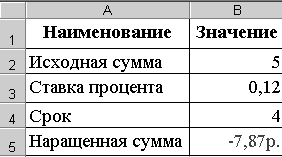 A B
1 Наименование Значение
2 Исходная сумма 5
3 Ставка процента 0,12
4 Срок 4
5 Наращенная сумма -7,87р.